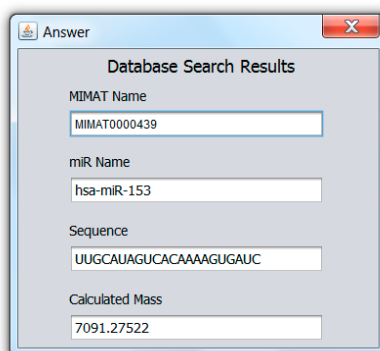 Answer
Database Search Results
MIMAT Name
MIMAT0000439
miR Name
hsa-miR-153
Sequence
UUGCAUAGUCACAAAAGUGAUC
Calculated Mass
7091.27522